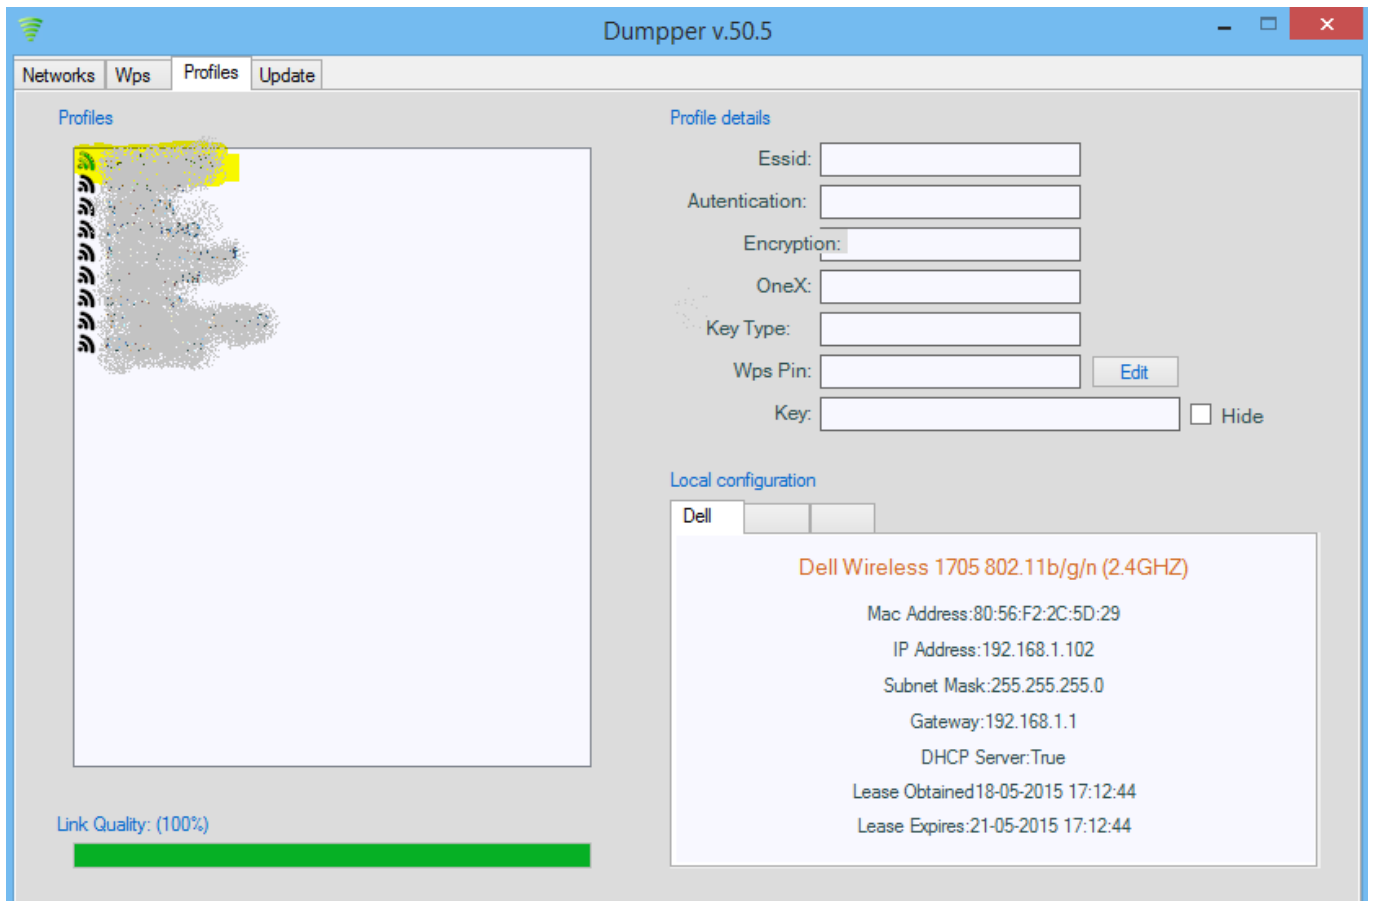 Dumpper v.50.5
Networks Wps Profiles Update
Profiles
Profile details
Essid:
Autentication:
Encryption:
OneX:
Key Type:
Wps Pin: Edit
Key: Hide
Local configuration
Dell
Dell Wireless 1705 802.11b/g/n (2.4GHZ)
Mac Address:80:56:F2:2C:5D:29
IP Address:192.168.1.102
Subnet Mask:255.255.255.0
Gateway:192.168.1.1
DHCP Server:True
Lease Obtained18-05-2015 17:12:44
Lease Expires:21-05-2015 17:12:44
Link Quality: (100%)